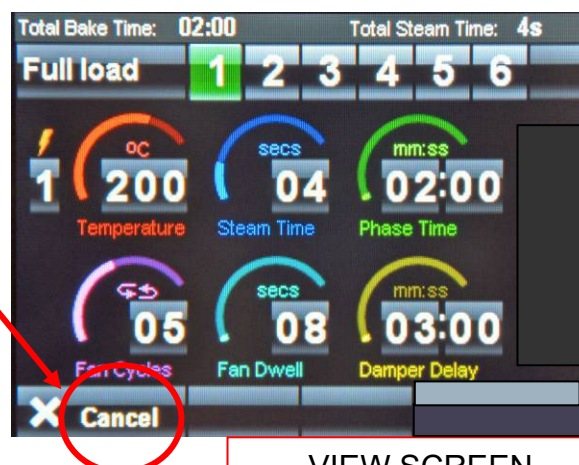 Total Bake Time: 02:00 Total Steam Time: 4s
Full load 1 2 3 4 5 6
°C secs mm:ss
1 200 04 02:00
Temperature Steam Time Phase Time
secs mm:ss
05 08 03:00
Fan Cycles Fan Dwell Damper Delay
Cancel
VIEW SCREEN